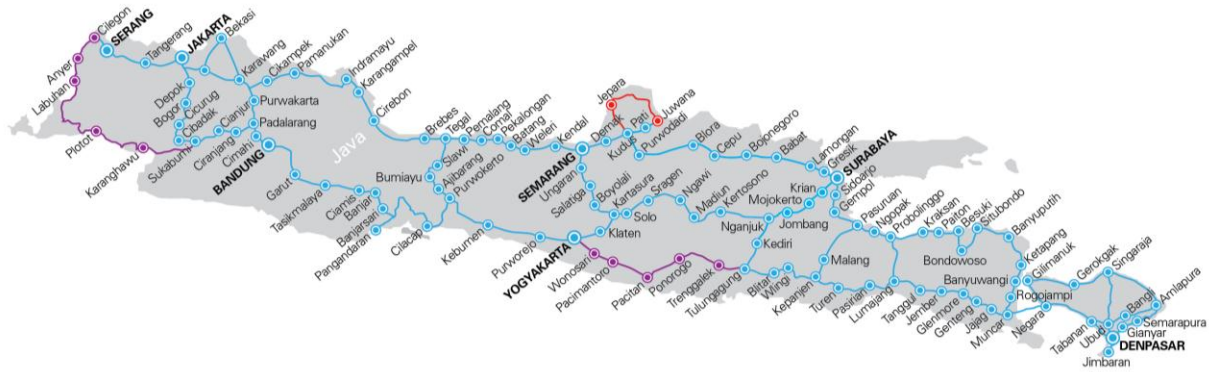 Cilegon
SERANG
Tangerang
JAKARTA
Bekasi
Anyer
Labuhan
Plotot
Karanghawu
Depok
Bogor
Cicurug
Cibadak
Sukabumi
Cianjur
Ciranjang
Cimahi
BANDUNG
Karawang
Cikampek
Pamanukan
Purwakarta
Padalarang
Indramayu
Karangampel
Cirebon
Java
Garut
Tasikmalaya
Ciamis
Banjar
Banjarsari
Pangandaran
Cilacap
Brebes
Tegal
Slawi
Bumiayu
Ajibarang
Purwokerto
Pemalang
Comal
Pekalongan
Batang
Weleri
Kendal
Kebumen
Purworejo
YOGYAKARTA
SEMARANG
Ungaran
Salatiga
Boyolali
Kartasura
Solo
Klaten
Demak
Jepara
Kudus
Pati
Juwana
Purwodadi
Blora
Cepu
Bojonegoro
Babat
Lamongan
Gresik
SURABAYA
Sragen
Ngawi
Madiun
Kertosono
Nganjuk
Kediri
Jombang
Mojokerto
Krian
Sidoarjo
Gempol
Wonosari
Pacimantoto
Pacitan
Ponorogo
Trenggalek
Tulungagung
Blitar
Wingi
Kepanjen
Malang
Turen
Pasirian
Lumajang
Pasuruan
Ngopak
Probolinggo
Kraksan
Paiton
Besuki
Situbondo
Bondowoso
Banyuputih
Ketapang
Banyuwangi
Rogojampi
Tanggul
Jember
Glenmore
Genteng
Jajag
Muncar
Gilimanuk
Negara
Gerokgak
Singaraja
Amlapura
Tabanan
Ubud
Bangli
Semarapura
Gianyar
DENPASAR
Jimbaran